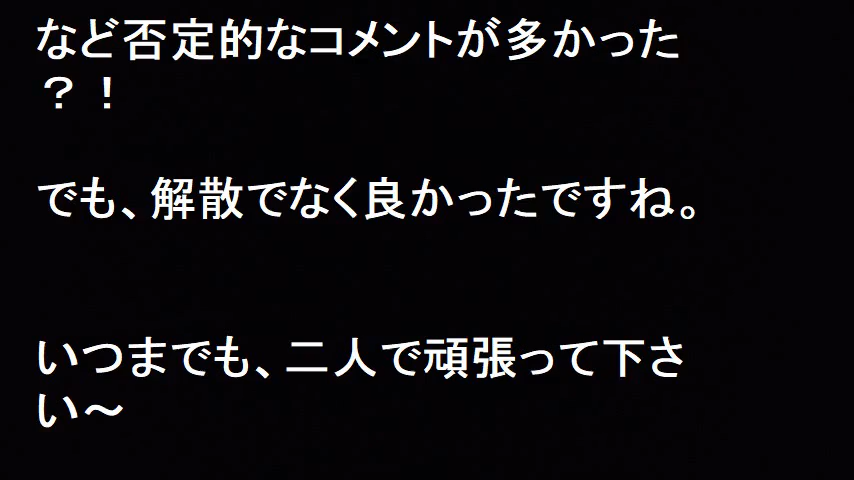 など否定的なコメントが多かった
？！
でも、解散でなく良かったですね。
いつまでも、二人で頑張って下さ
い～